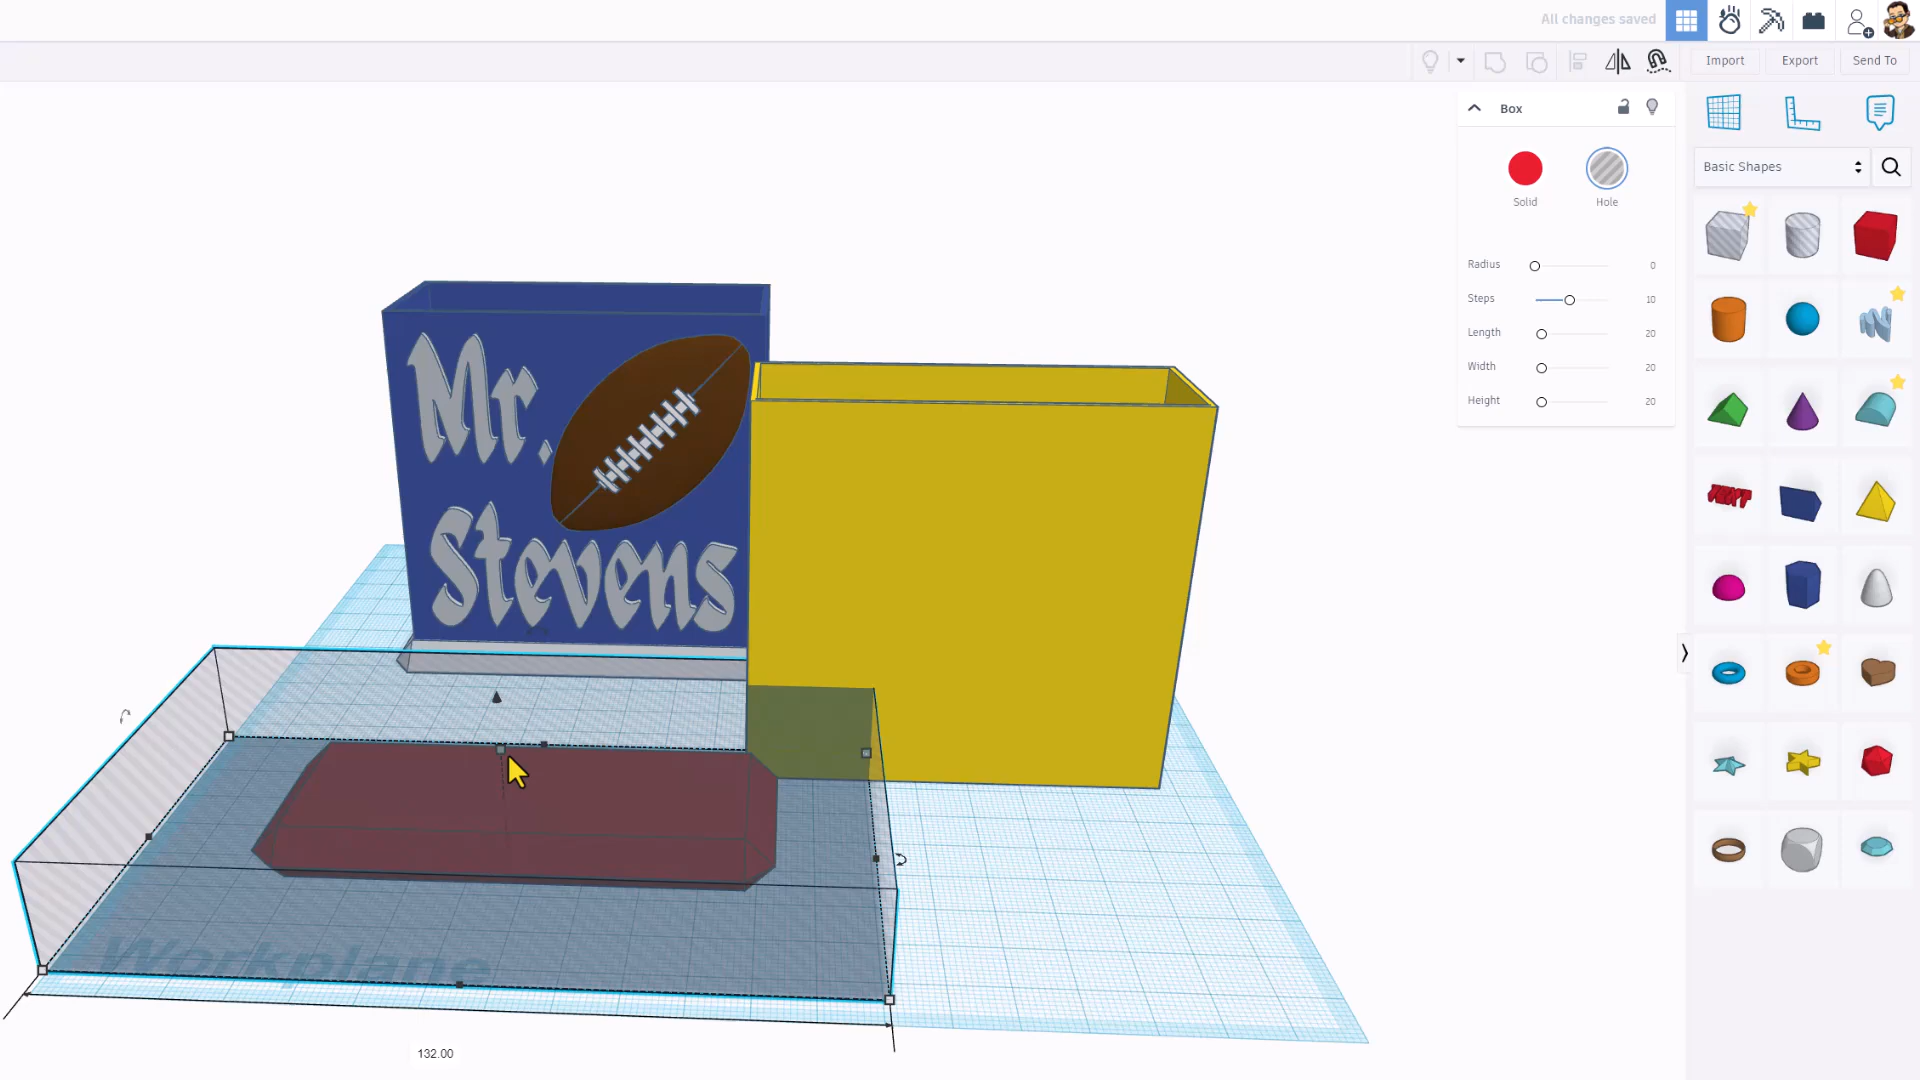 All changes saved
Import Export Send To
Box
Solid Hole
Radius 0
Steps 10
Length 20
Width 20
Height 20
Basic Shapes
TEXT
Mr.
Stevens
Workplane
132.00